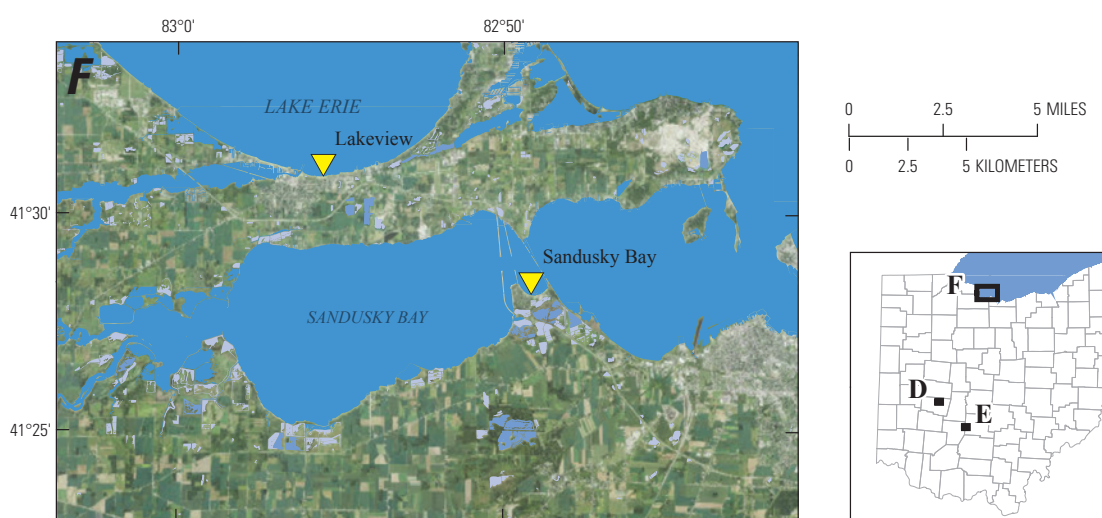 83°0'
82°50'
F
LAKE ERIE
Lakeview
41°30'
Sandusky Bay
SANDUSKY BAY
41°25'
0 2.5 5 MILES
0 2.5 5 KILOMETERS
F
D
E